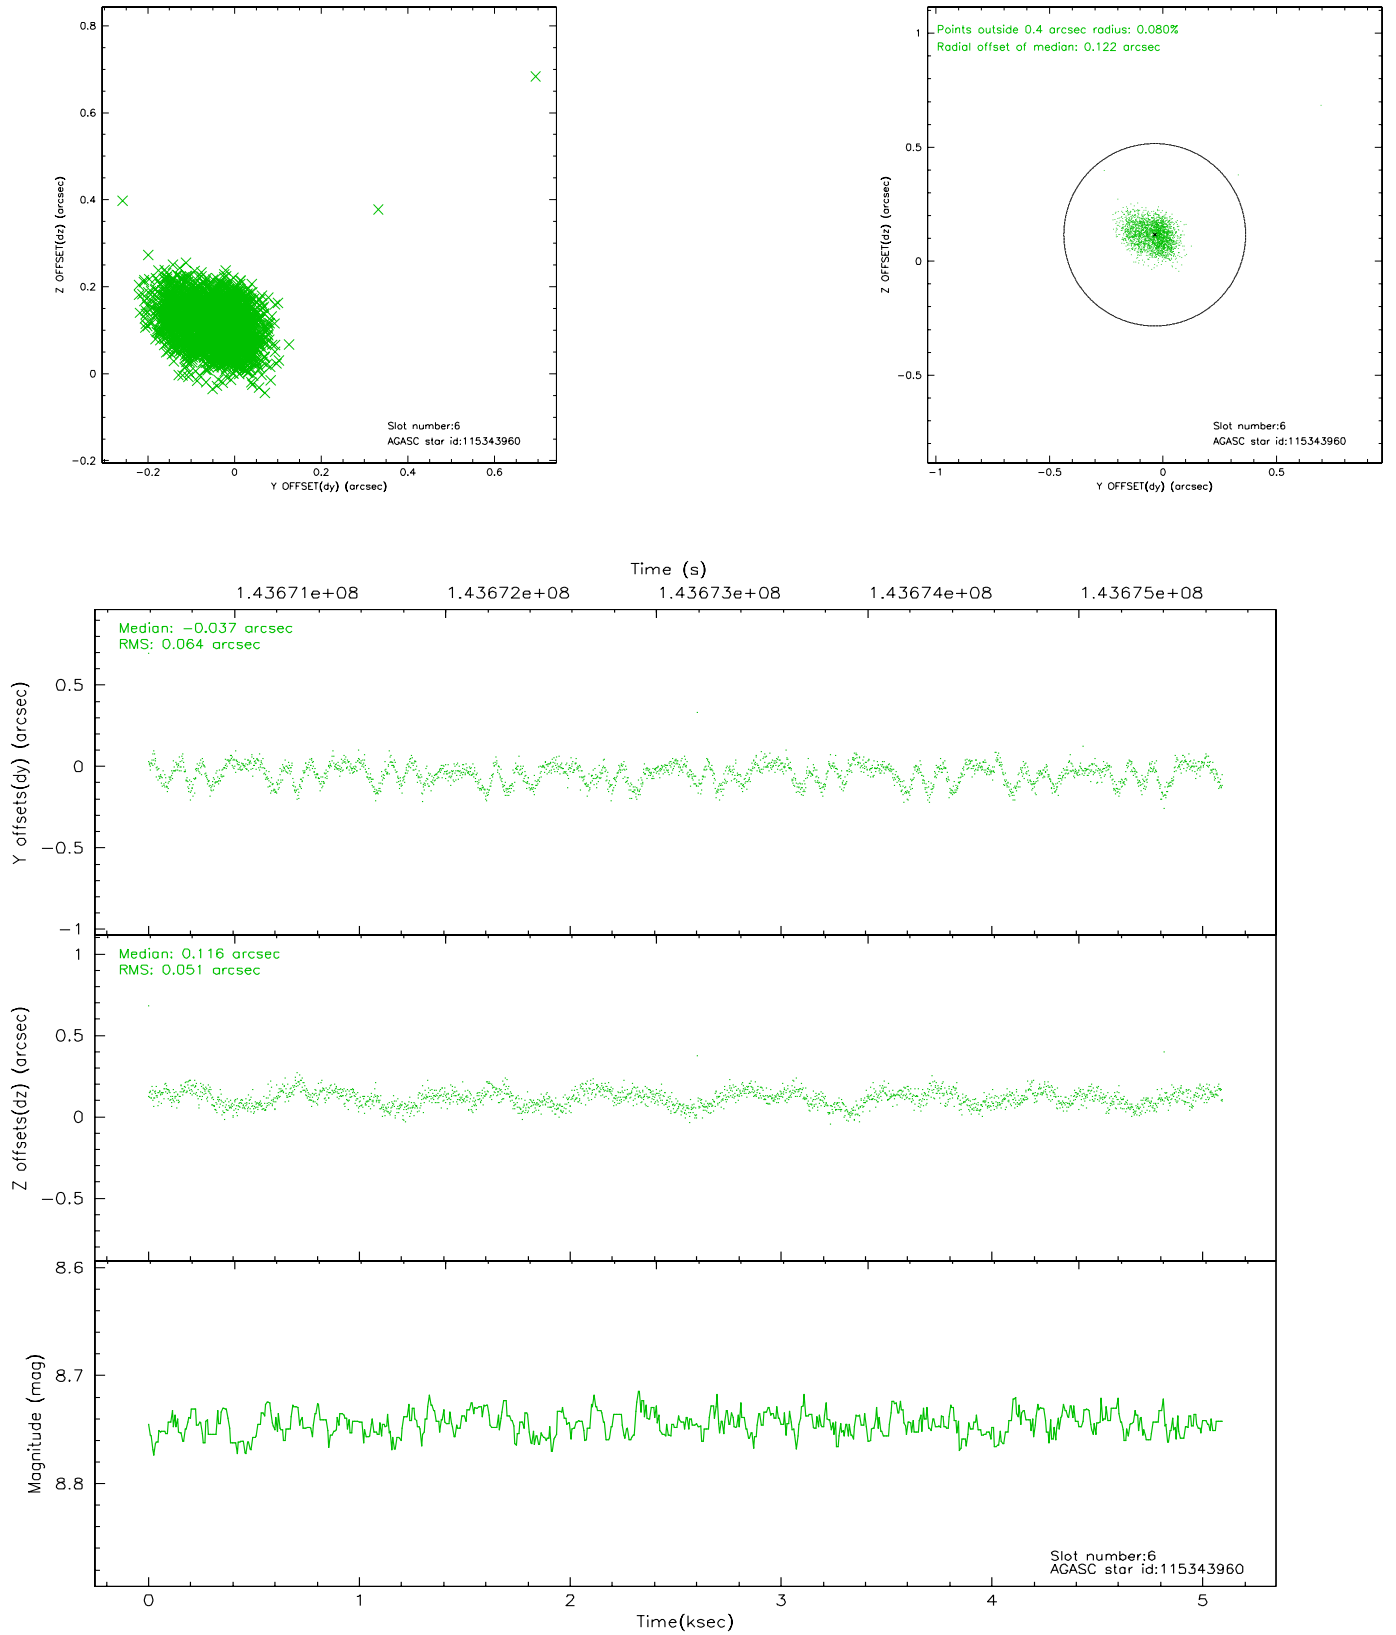 0.8
0.6
0.4
0.2
0
−0.2
−0.2
0
0.2
0.4
0.6
Z OFFSET(dz) (arcsec)
Y OFFSET(dy) (arcsec)
Slot number:6
AGASC star id:115343960
Points outside 0.4 arcsec radius: 0.080%
Radial offset of median: 0.122 arcsec
1
0.5
0
−0.5
−1
−0.5
0
0.5
Z OFFSET(dz) (arcsec)
Y OFFSET(dy) (arcsec)
Slot number:6
AGASC star id:115343960
Time (s)
1.43671e+08
1.43672e+08
1.43673e+08
1.43674e+08
1.43675e+08
Median: −0.037 arcsec
RMS: 0.064 arcsec
0.5
0
−0.5
−1
Y offsets(dy) (arcsec)
Median: 0.116 arcsec
RMS: 0.051 arcsec
1
0.5
0
−0.5
Z offsets(dz) (arcsec)
8.6
8.7
8.8
Magnitude (mag)
Slot number:6
AGASC star id:115343960
0
1
2
3
4
5
Time(ksec)